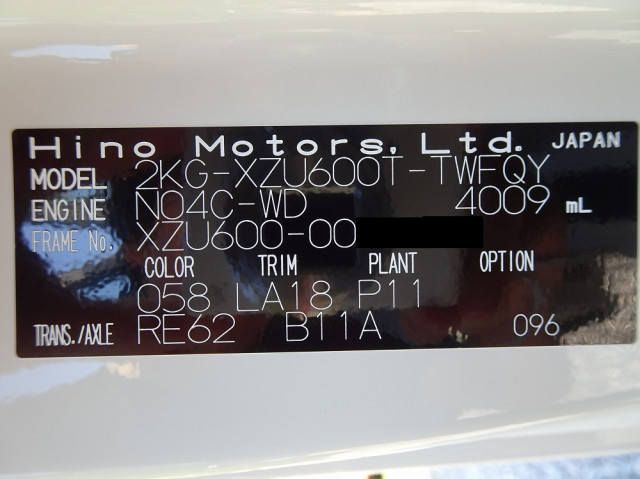 Hino Motors, Ltd. JAPAN
MODEL 2KG-XZU600T-TWFQY
ENGINE N04C-WD 4009 mL
FRAME No. XZU600-00
COLOR TRIM PLANT OPTION
058 LA18 P11
TRANS./AXLE RE62 B11A 096